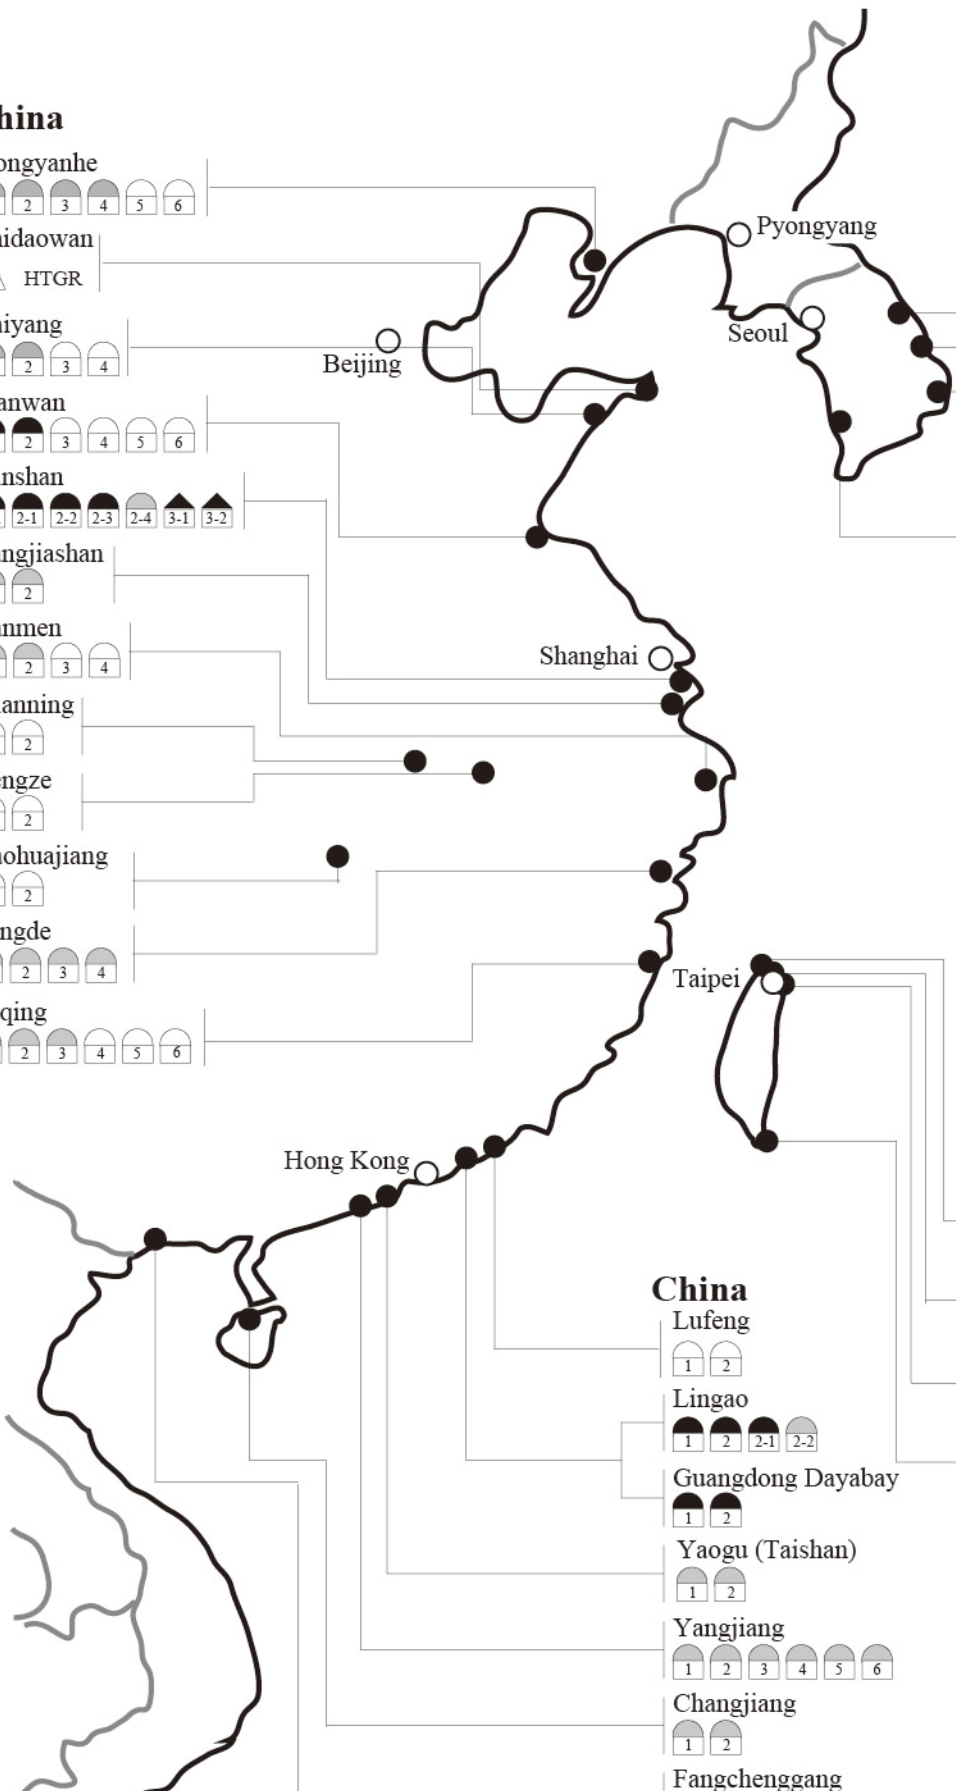 hina
ongyanhe
2 3 4 5 6
idaowan
HTGR
iyang
2 3 4
anwan
2 3 4 5 6
nshan
2-1 2-2 2-3 2-4 3-1 3-2
angjiashan
2
nmen
2 3 4
anning
2
engze
2
ohuajiang
2
ngde
2 3 4
qing
2 3 4 5 6
Pyongyang
Seoul
Beijing
Shanghai
Taipei
Hong Kong
China
Lufeng
1 2
Lingao
1 2 2-1 2-2
Guangdong Dayabay
1 2
Yaogu (Taishan)
1 2
Yangjiang
1 2 3 4 5 6
Changjiang
1 2
Fangchenggang